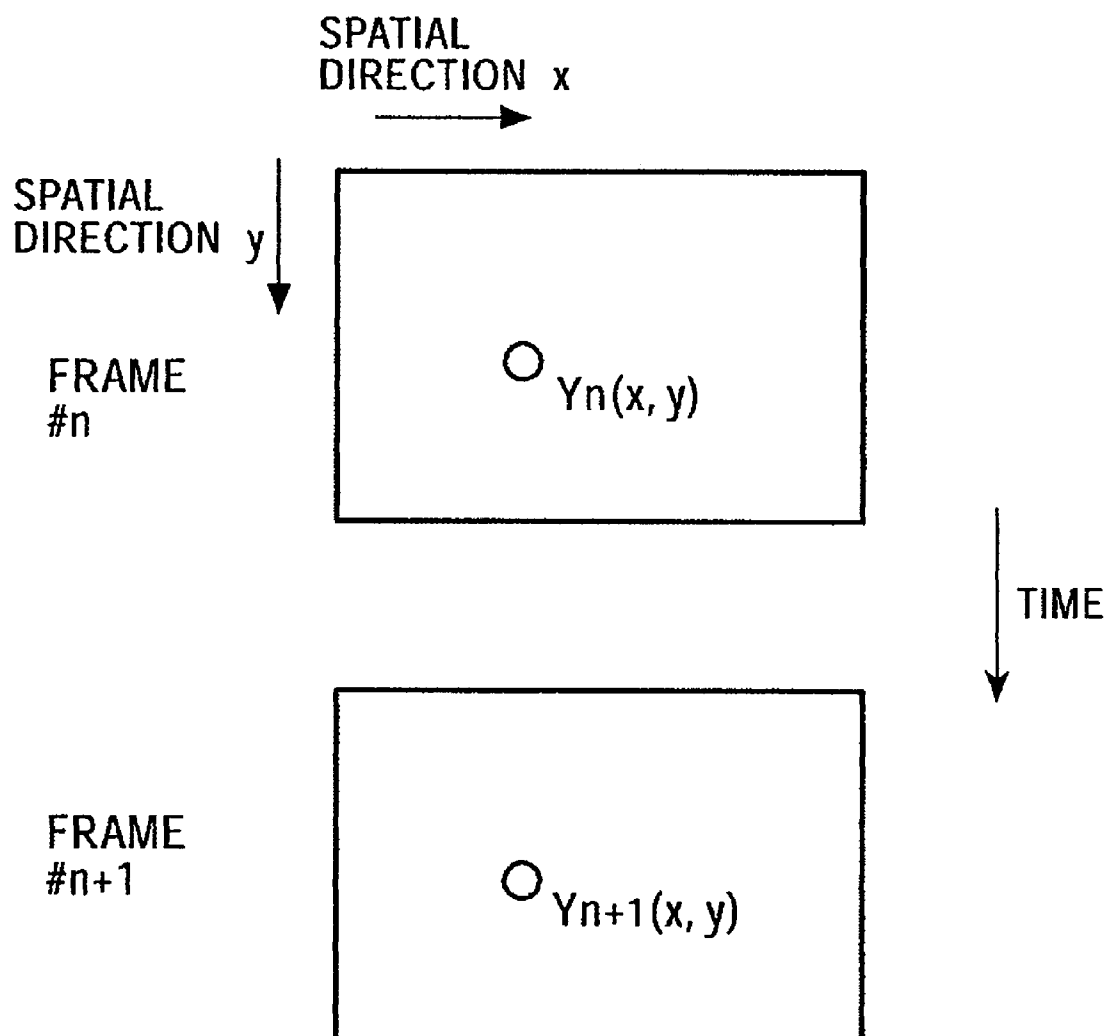 SPATIAL
DIRECTION x
SPATIAL
DIRECTION y
FRAME
#n
Yn(x, y)
TIME
FRAME
#n+1
Yn+1(x, y)